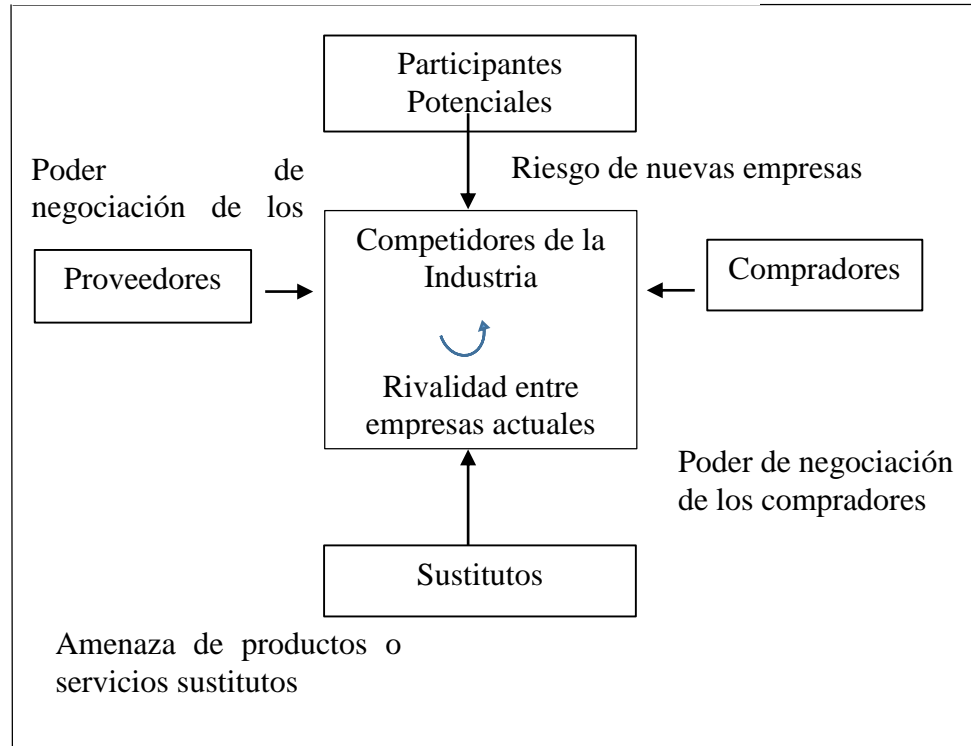 Participantes
Potenciales
Poder de
negociación de los
Riesgo de nuevas empresas
Proveedores
Competidores de la
Industria
Rivalidad entre
empresas actuales
Compradores
Poder de negociación
de los compradores
Sustitutos
Amenaza de productos o
servicios sustitutos